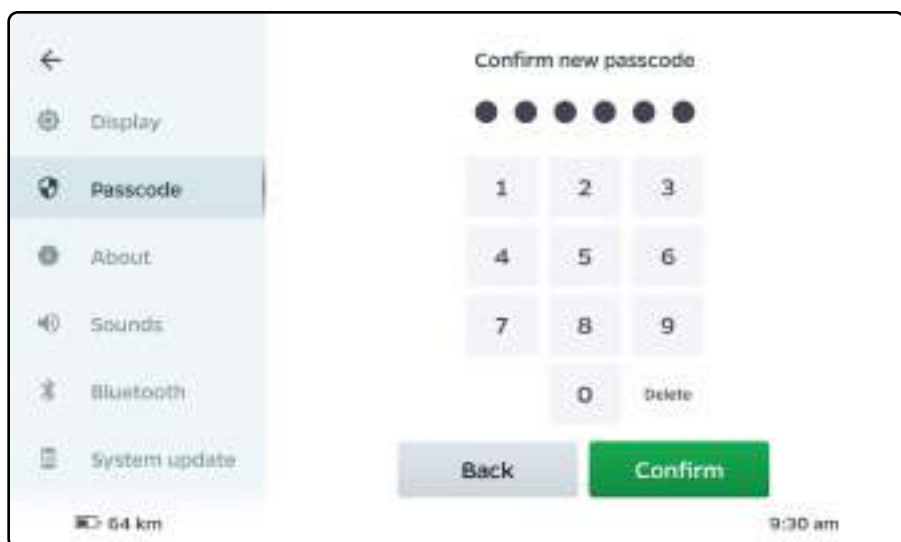 Confirm new passcode
Display
Passcode
About
Sounds
Bluetooth
System update
1 2 3
4 5 6
7 8 9
0 Delete
Back Confirm
64 km
9:30 am